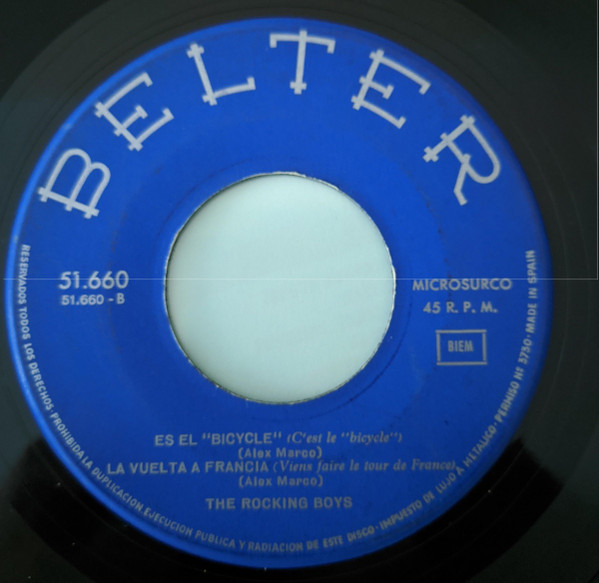 BELTER
51.660
51.660 - B
MICROSURCO
45 R. P. M.
BIEM
ES EL "BICYCLE" (C'est le "bicycle")
(Alex Marco)
LA VUELTA A FRANCIA (Viens faire le tour de France)
(Alex Marco)
THE ROCKING BOYS
RESERVADOS TODOS LOS DERECHOS PROHIBIDA LA DUPLICACION EJECUCION PUBLICA Y RADIACION DE ESTE DISCO · IMPUESTO DE LUJO A METALICO · PERMISO Nº 3730 · MADE IN SPAIN